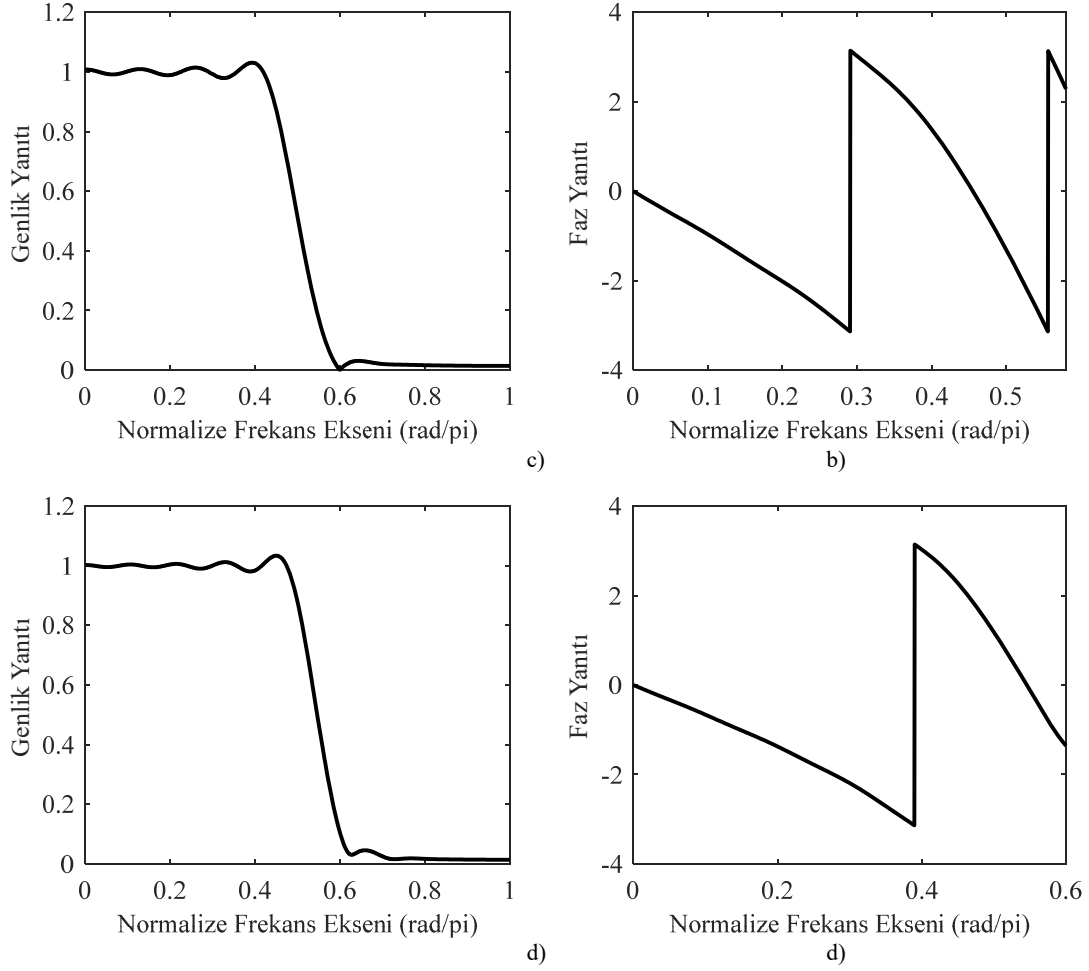 1.2
1
0.8
0.6
0.4
0.2
0
0 0.2 0.4 0.6 0.8 1
Genlik Yanıtı
Normalize Frekans Ekseni (rad/pi)
c)
4
2
0
-2
-4
0 0.1 0.2 0.3 0.4 0.5
Faz Yanıtı
Normalize Frekans Ekseni (rad/pi)
b)
1.2
1
0.8
0.6
0.4
0.2
0
0 0.2 0.4 0.6 0.8 1
Genlik Yanıtı
Normalize Frekans Ekseni (rad/pi)
d)
4
2
0
-2
-4
0 0.2 0.4 0.6
Faz Yanıtı
Normalize Frekans Ekseni (rad/pi)
d)